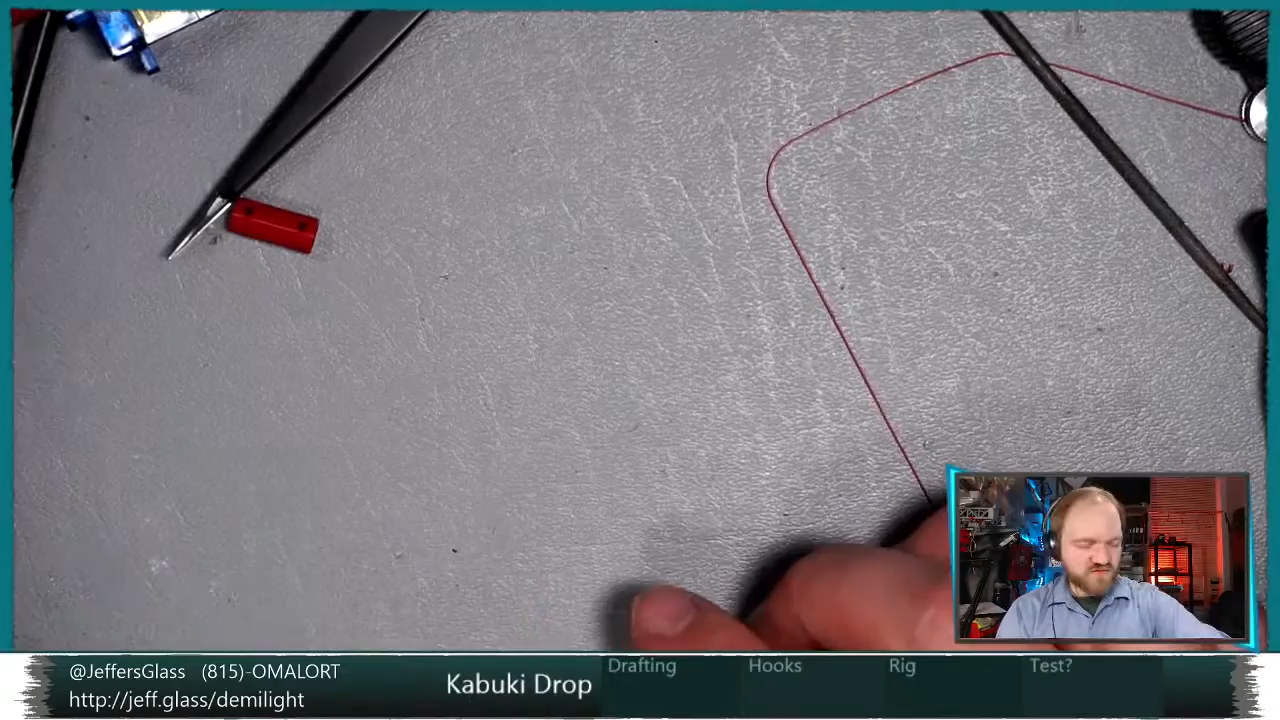 @JeffersGlass (815)-OMALORT
http://jeff.glass/demilight
Kabuki Drop
Drafting Hooks Rig Test?